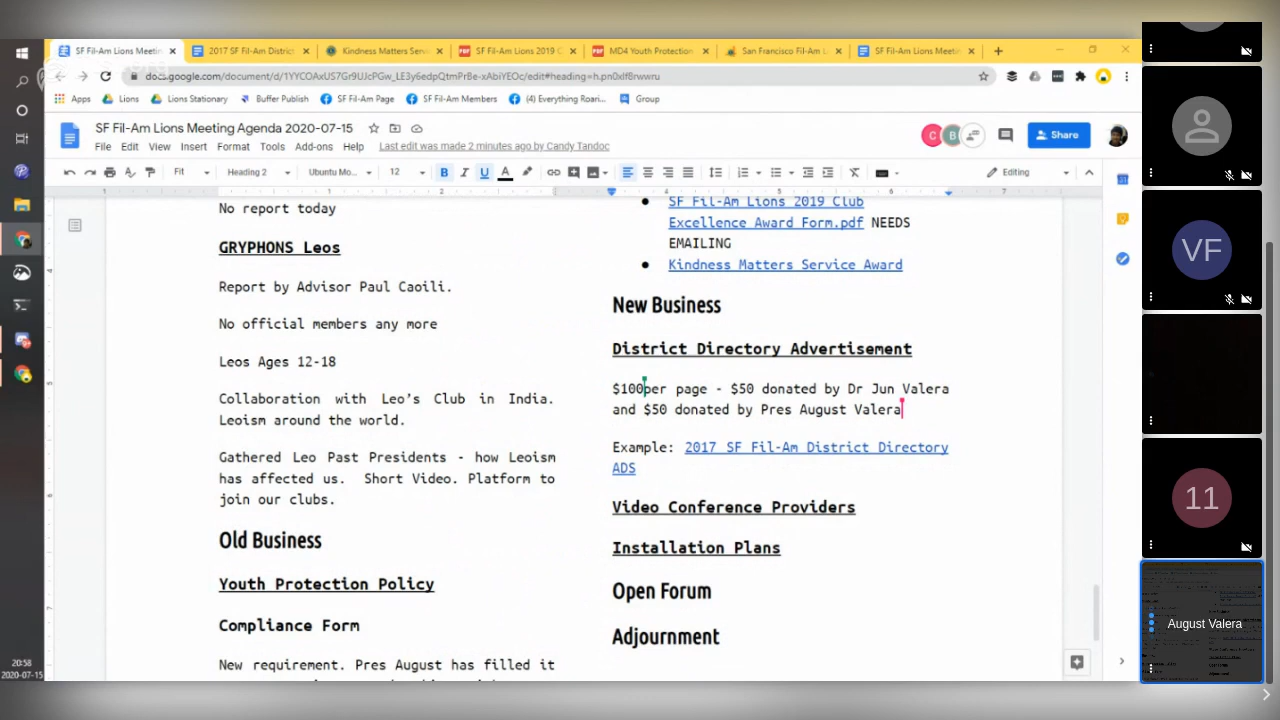 SF Fil-Am Lions Meetin
2017 SF Fil-Am District
Kindness Matters Servic
SF Fil-Am Lions 2019 C
MD4 Youth Protection
San Francisco Fil-Am L
SF Fil-Am Lions Meetin
docs.google.com/document/d/1YYCOAxUS7Gr9UJcPGw_LE3y6edpQtmPrBe-xAbiYEOc/edit#heading=h.pn0xlf8rwwru
Apps
Lions
Lions Stationary
Buffer Publish
SF Fil-Am Page
SF Fil-Am Members
(4) Everything Roari...
Group
SF Fil-Am Lions Meeting Agenda 2020-07-15
File Edit View Insert Format Tools Add-ons Help
Last edit was made 2 minutes ago by Candy Tandoc
C
B
Share
Fit
Heading 2
Ubuntu Mo...
12
B I U A
Editing
No report today
GRYPHONS Leos
Report by Advisor Paul Caoili.
No official members any more
Leos Ages 12-18
Collaboration with Leo's Club in India.
Leoism around the world.
Gathered Leo Past Presidents - how Leoism
has affected us. Short Video. Platform to
join our clubs.
Old Business
Youth Protection Policy
Compliance Form
New requirement. Pres August has filled it
SF Fil-Am Lions 2019 Club
Excellence Award Form.pdf NEEDS
EMAILING
Kindness Matters Service Award
New Business
District Directory Advertisement
$100per page - $50 donated by Dr Jun Valera
and $50 donated by Pres August Valera
Example: 2017 SF Fil-Am District Directory
ADS
Video Conference Providers
Installation Plans
Open Forum
Adjournment
VF
11
August Valera
20:58
2020-07-15